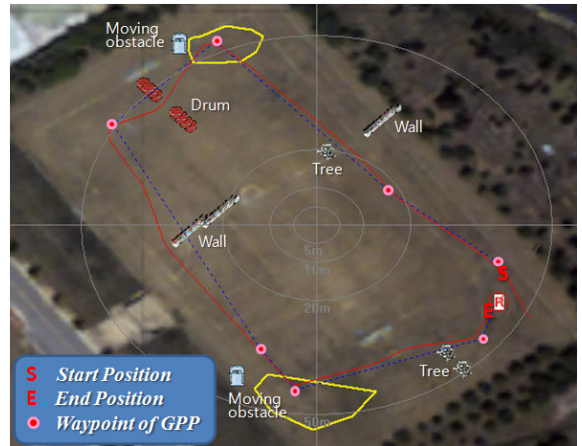 Moving
obstacle
Drum
Wall
Tree
Wall
5m
10m
20m
S
R
E
Tree
Moving
obstacle
50m
S Start Position
E End Position
Waypoint of GPP